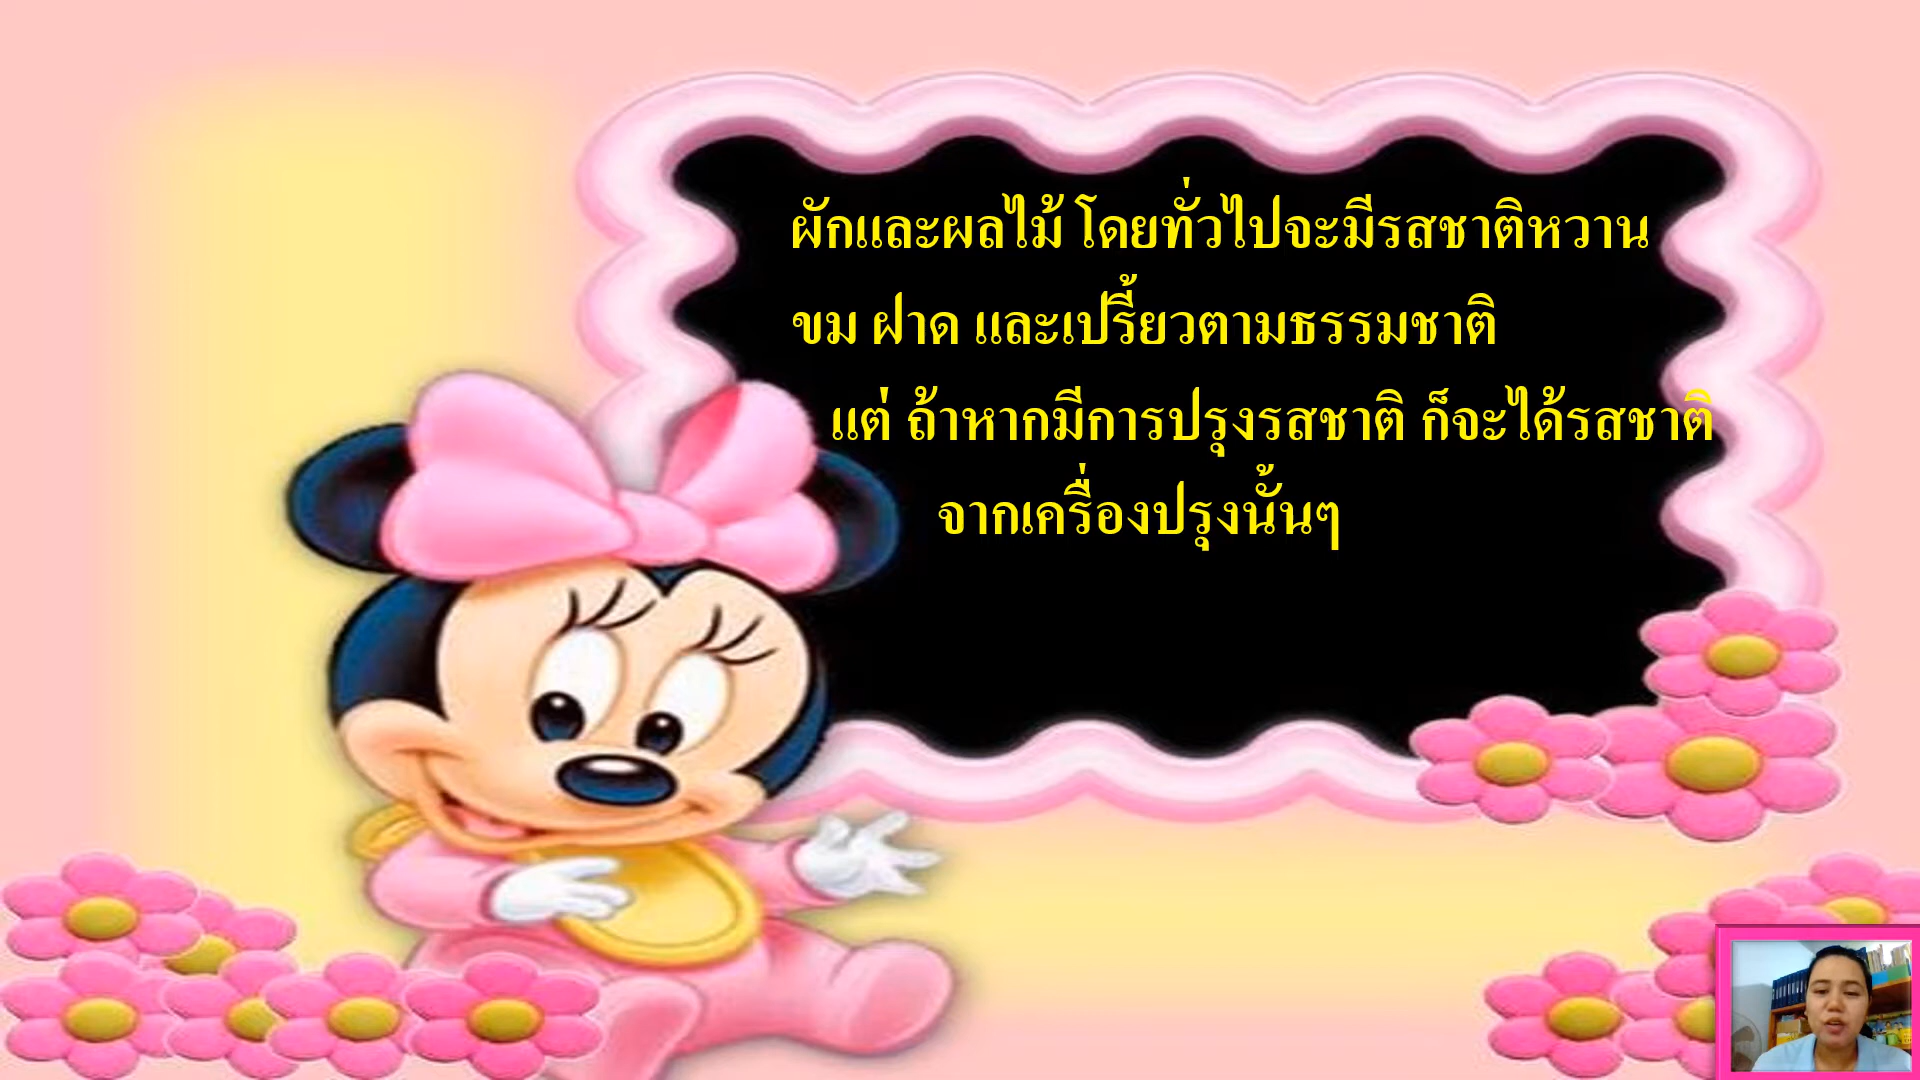 ผักและผลไม้ โดยทั่วไปจะมีรสชาติหวาน
ขม ฝาด และเปรี้ยวตามธรรมชาติ
แต่ ถ้าหากมีการปรุงรสชาติ ก็จะได้รสชาติ
จากเครื่องปรุงนั้นๆ